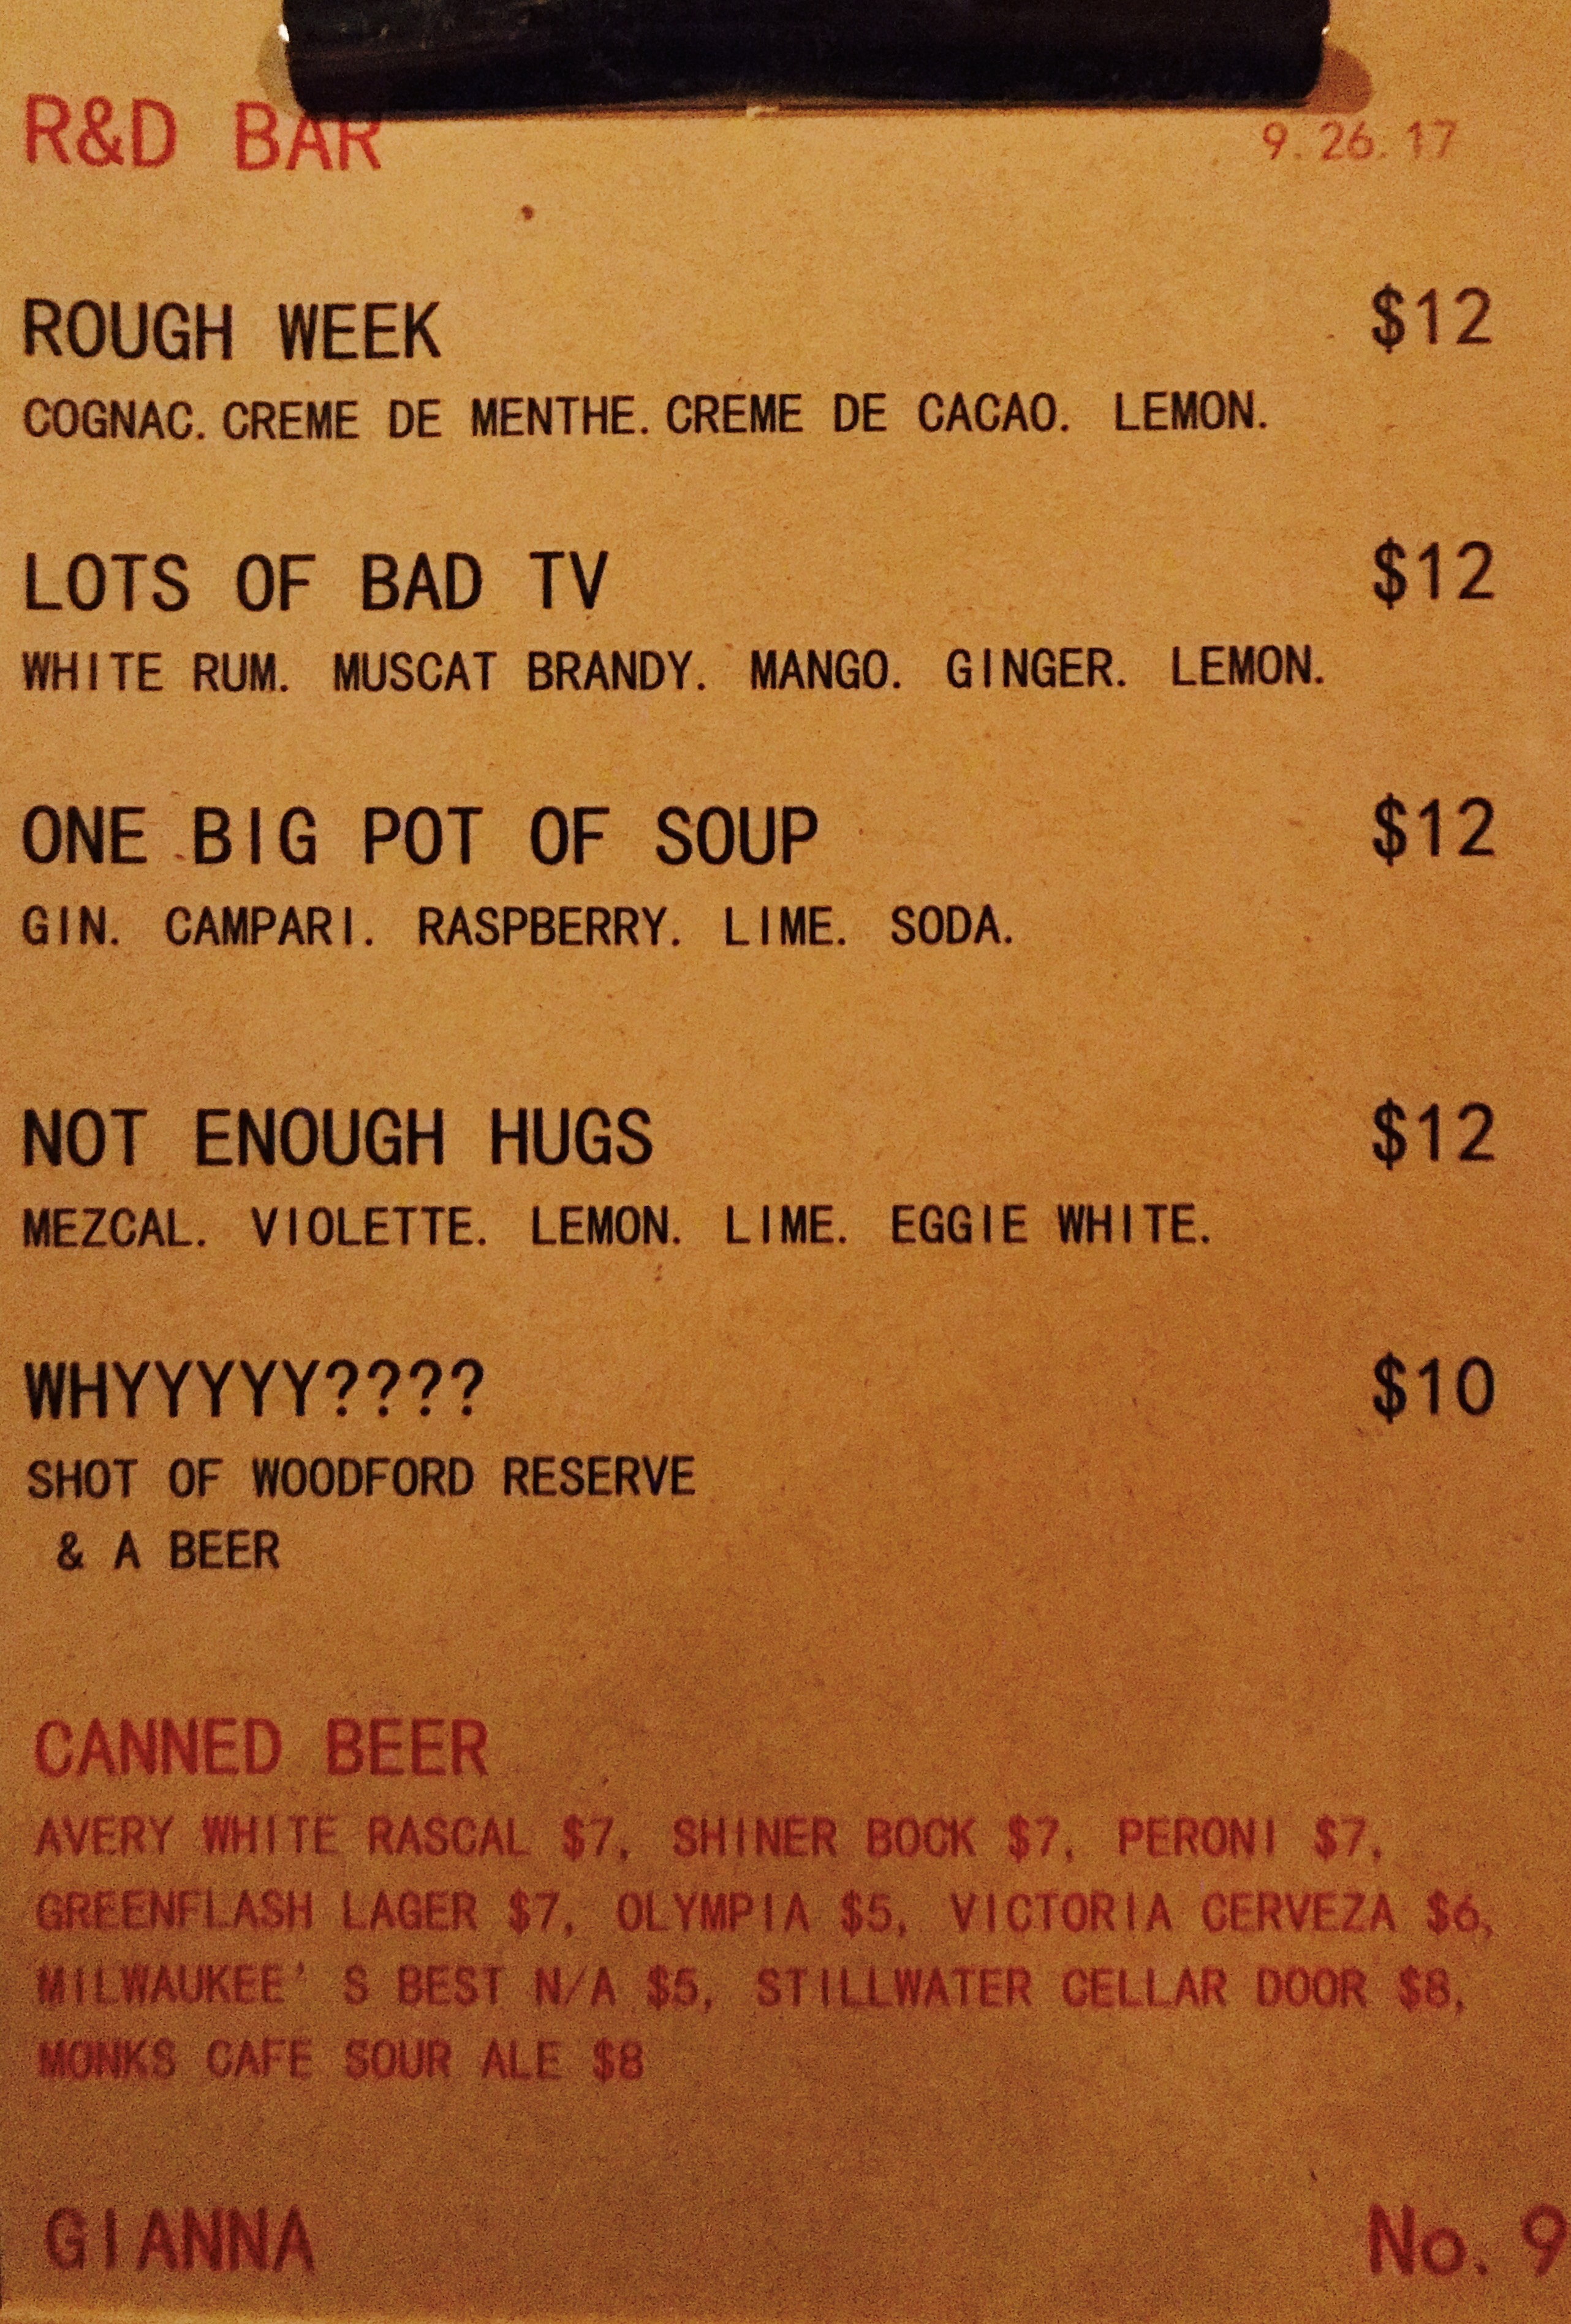 R&D BAR 9.26.17
ROUGH WEEK $12
COGNAC. CREME DE MENTHE. CREME DE CACAO. LEMON.
LOTS OF BAD TV $12
WHITE RUM. MUSCAT BRANDY. MANGO. GINGER. LEMON.
ONE BIG POT OF SOUP $12
GIN. CAMPARI. RASPBERRY. LIME. SODA.
NOT ENOUGH HUGS $12
MEZCAL. VIOLETTE. LEMON. LIME. EGGIE WHITE.
WHYYYYY???? $10
SHOT OF WOODFORD RESERVE
& A BEER
CANNED BEER
AVERY WHITE RASCAL $7, SHINER BOCK $7, PERONI $7,
GREENFLASH LAGER $7, OLYMPIA $5, VICTORIA CERVEZA $6,
MILWAUKEE' S BEST N/A $5, STILLWATER CELLAR DOOR $8,
MONKS CAFE SOUR ALE $8
GIANNA No. 9